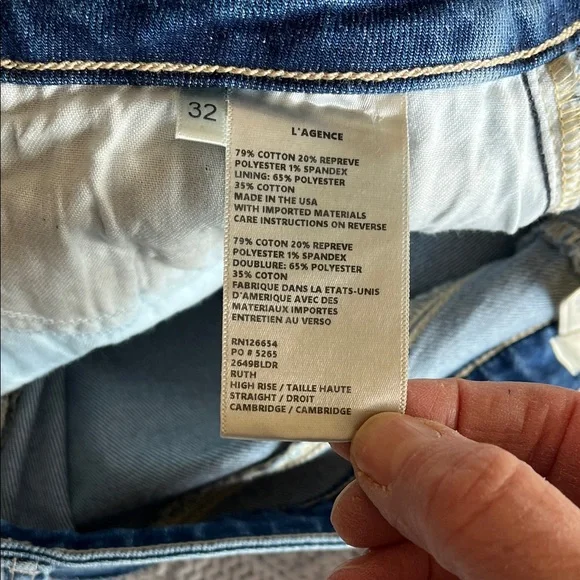 32
L'AGENCE
79% COTTON 20% REPREVE
POLYESTER 1% SPANDEX
LINING: 65% POLYESTER
35% COTTON
MADE IN THE USA
WITH IMPORTED MATERIALS
CARE INSTRUCTIONS ON REVERSE
79% COTON 20% REPREVE
POLYESTER 1% SPANDEX
DOUBLURE: 65% POLYESTER
35% COTON
FABRIQUE DANS LA ETATS-UNIS
D'AMERIQUE AVEC DES
MATERIAUX IMPORTES
ENTRETIEN AU VERSO
RN126654
PO # 5265
2649BLDR
RUTH
HIGH RISE / TAILLE HAUTE
STRAIGHT / DROIT
CAMBRIDGE / CAMBRIDGE